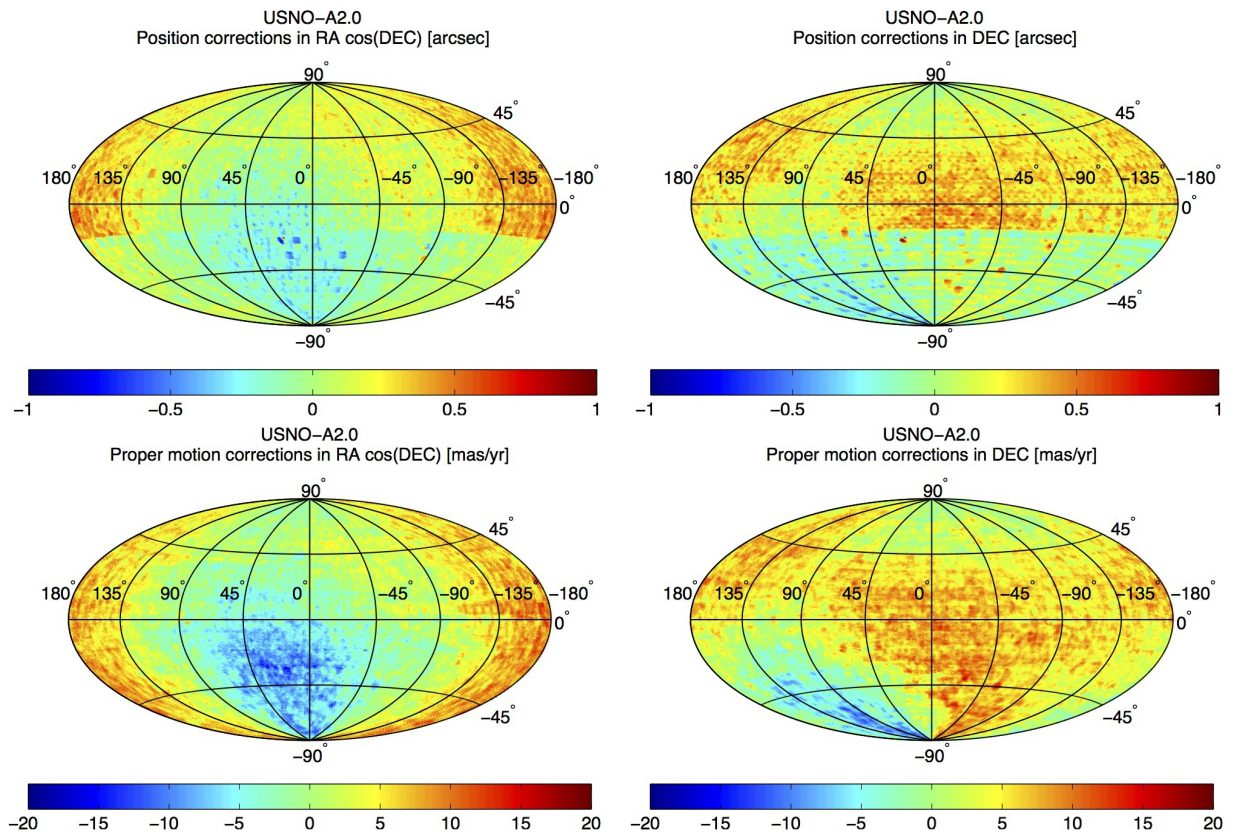 USNO−A2.0
Position corrections in RA cos(DEC) [arcsec]
90°
45°
180° 135° 90° 45° 0° −45° −90° −135° −180°
0°
−45°
−90°
−1 −0.5 0 0.5 1
USNO−A2.0
Position corrections in DEC [arcsec]
90°
45°
180° 135° 90° 45° 0° −45° −90° −135° −180°
0°
−45°
−90°
−1 −0.5 0 0.5 1
USNO−A2.0
Proper motion corrections in RA cos(DEC) [mas/yr]
90°
45°
180° 135° 90° 45° 0° −45° −90° −135° −180°
0°
−45°
−90°
−20 −15 −10 −5 0 5 10 15 20
USNO−A2.0
Proper motion corrections in DEC [mas/yr]
90°
45°
180° 135° 90° 45° 0° −45° −90° −135° −180°
0°
−45°
−90°
−20 −15 −10 −5 0 5 10 15 20